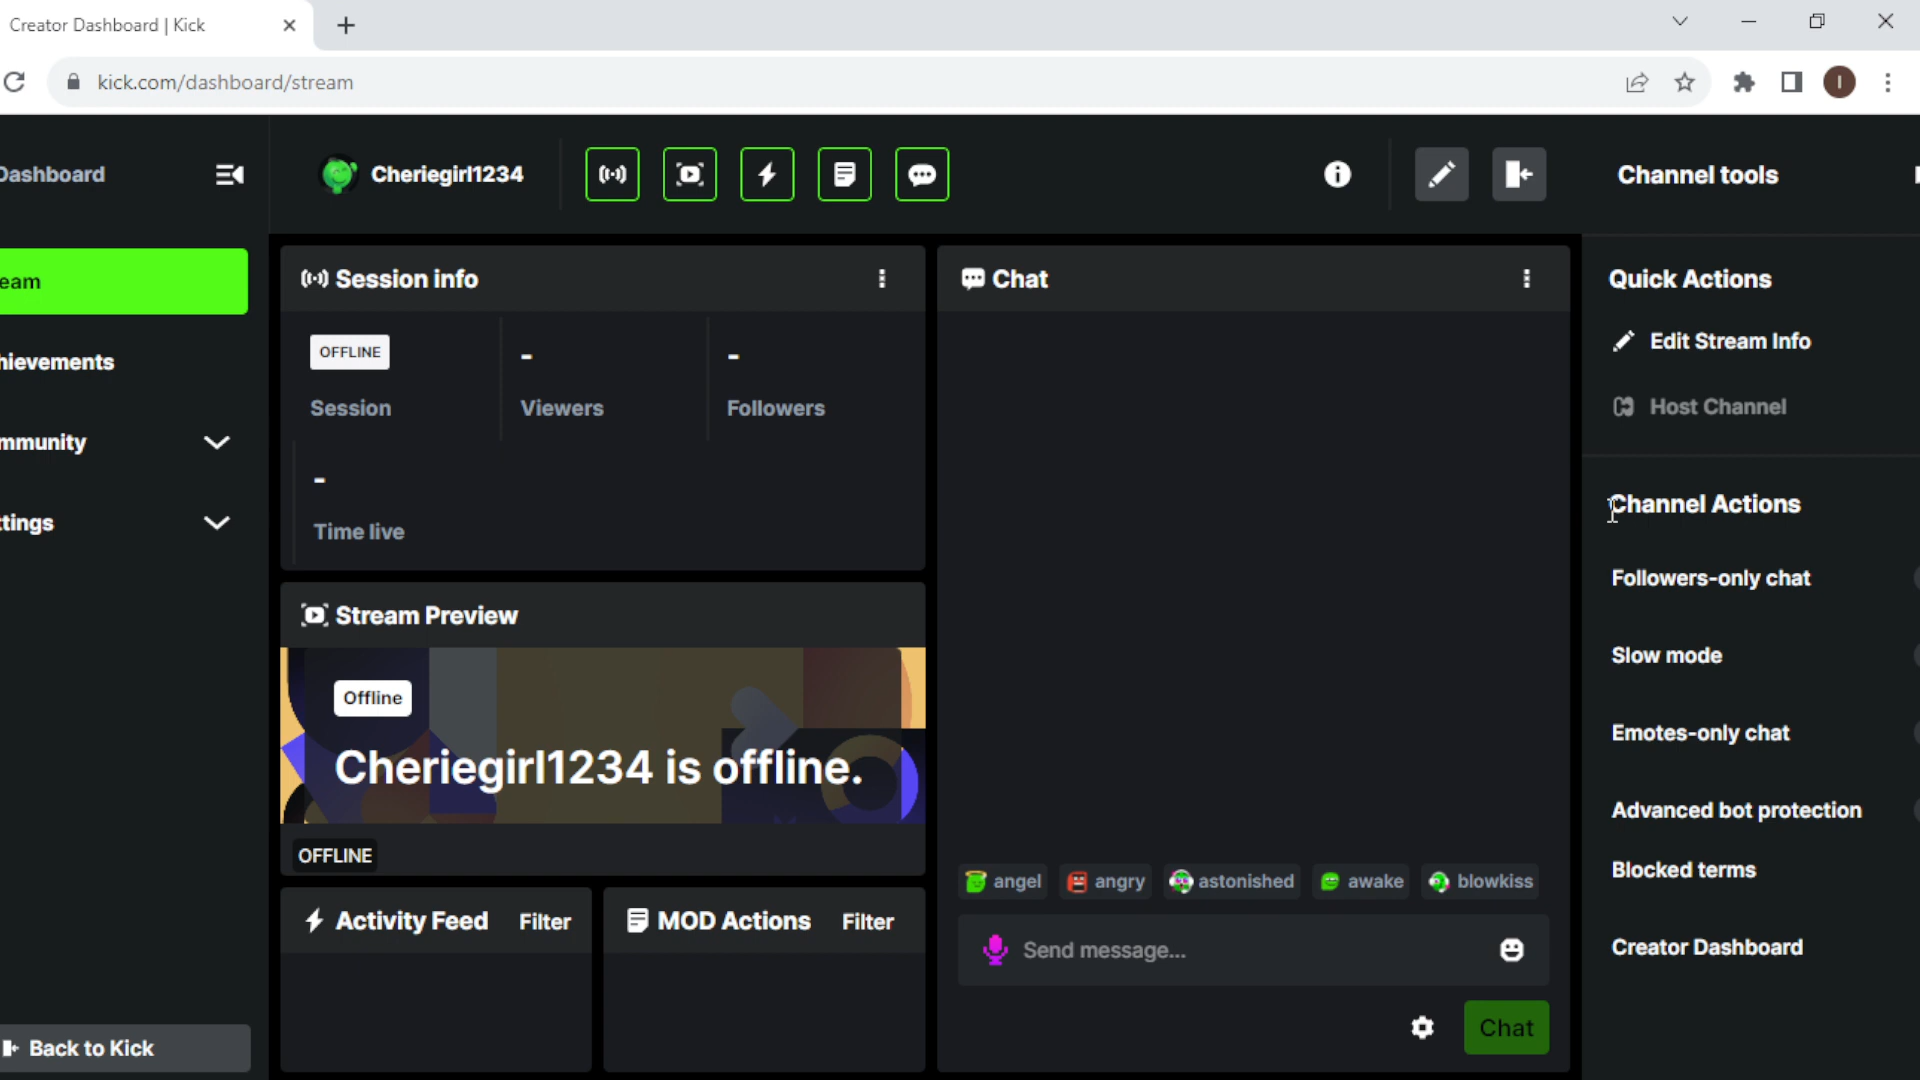 Creator Dashboard | Kick
kick.com/dashboard/stream
I
Dashboard
Cheriegirl1234
Channel tools
eam
hievements
mmunity
ttings
Back to Kick
Session info
OFFLINE
Session
-
Viewers
-
Followers
-
Time live
Stream Preview
Offline
Cheriegirl1234 is offline.
OFFLINE
Activity Feed Filter
MOD Actions Filter
Chat
angel angry astonished awake blowkiss
Send message...
Chat
Quick Actions
Edit Stream Info
Host Channel
Channel Actions
Followers-only chat
Slow mode
Emotes-only chat
Advanced bot protection
Blocked terms
Creator Dashboard